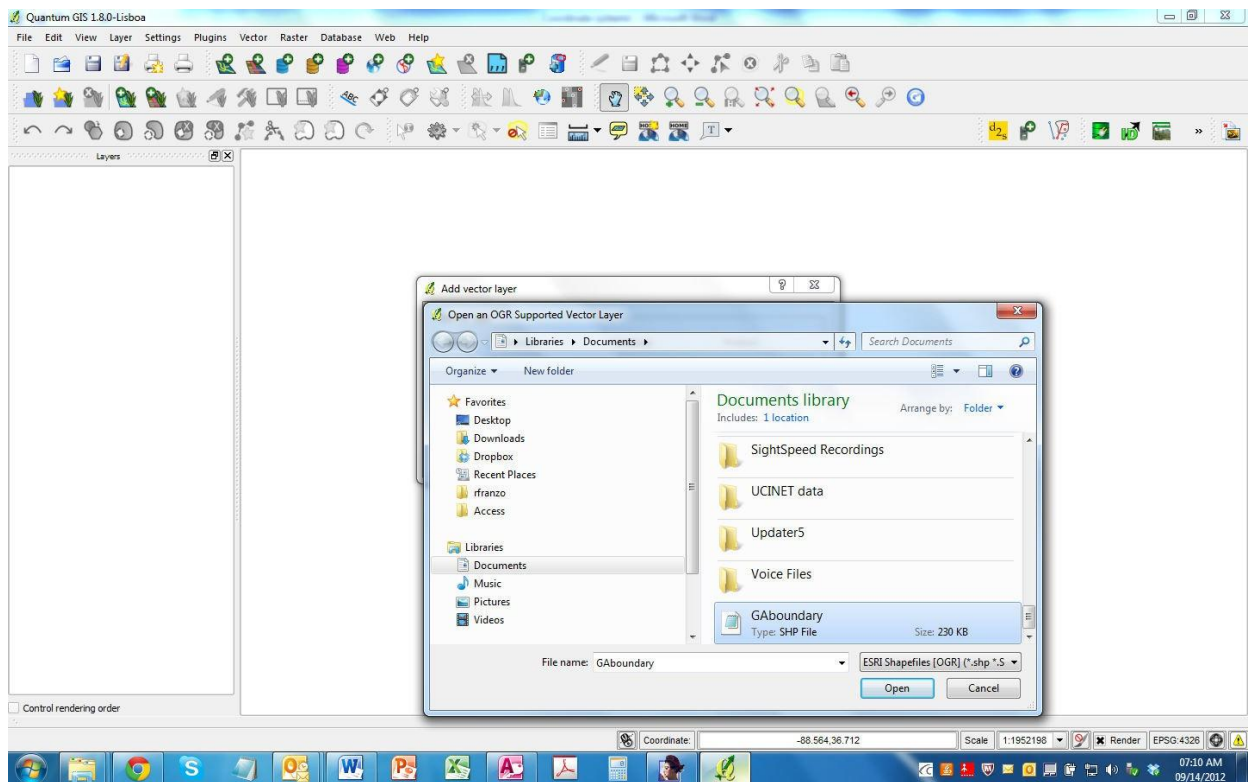 Quantum GIS 1.8.0-Lisboa
File Edit View Layer Settings Plugins Vector Raster Database Web Help
Layers
Add vector layer
Open an OGR Supported Vector Layer
Libraries Documents
Search Documents
Organize New folder
Favorites
Desktop
Downloads
Dropbox
Recent Places
rfranzo
Access
Libraries
Documents
Music
Pictures
Videos
Documents library
Includes: 1 location
Arrange by: Folder
SightSpeed Recordings
UCINET data
Updater5
Voice Files
GAboundary
Type: SHP File Size: 230 KB
File name: GAboundary
ESRI Shapefiles [OGR] (*.shp *.S
Open Cancel
Control rendering order
Coordinate: -88.564,36.712 Scale 1:1952198 Render EPSG:4326
07:10 AM
09/14/2012